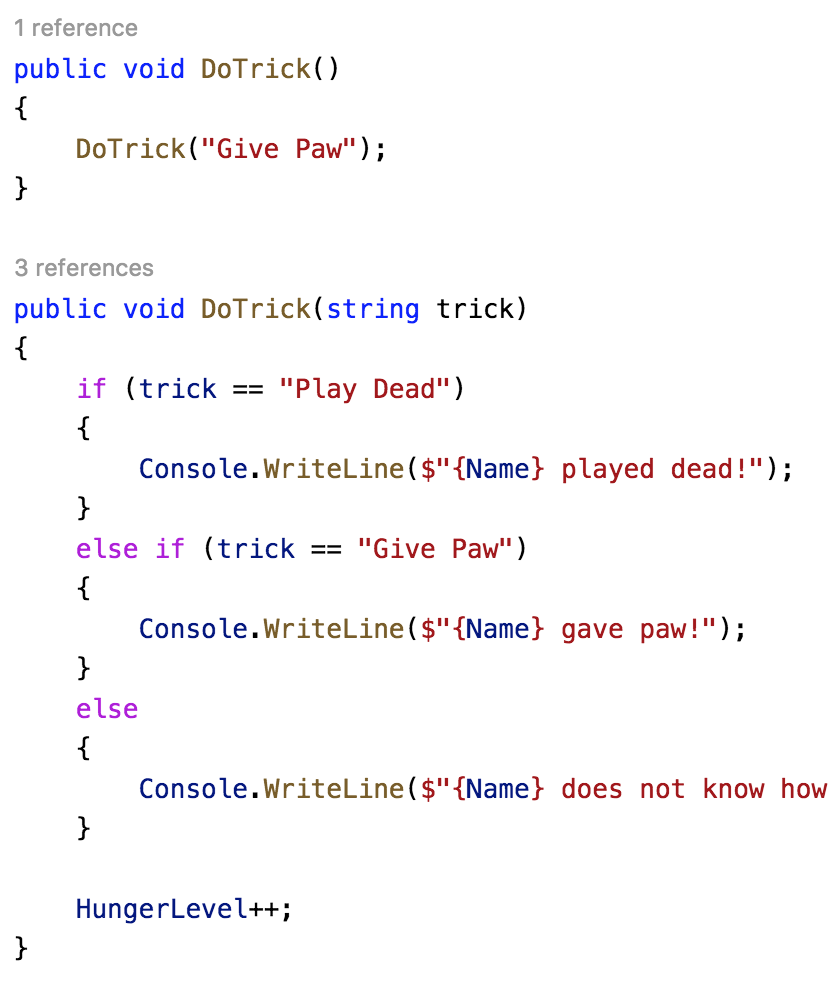 1 reference
public void DoTrick()
{
    DoTrick("Give Paw");
}
3 references
public void DoTrick(string trick)
{
    if (trick == "Play Dead")
    {
        Console.WriteLine($"{Name} played dead!");
    }
    else if (trick == "Give Paw")
    {
        Console.WriteLine($"{Name} gave paw!");
    }
    else
    {
        Console.WriteLine($"{Name} does not know how
    }
    HungerLevel++;
}